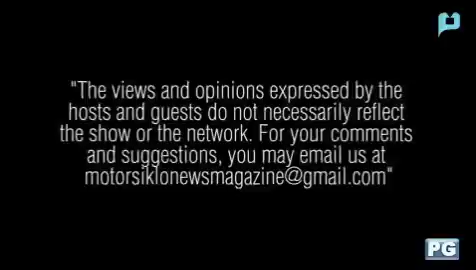 "The views and opinions expressed by the
hosts and guests do not necessarily reflect
the show or the network. For your comments
and suggestions, you may email us at
motorsiklonewsmagazine@gmail.com"
PG